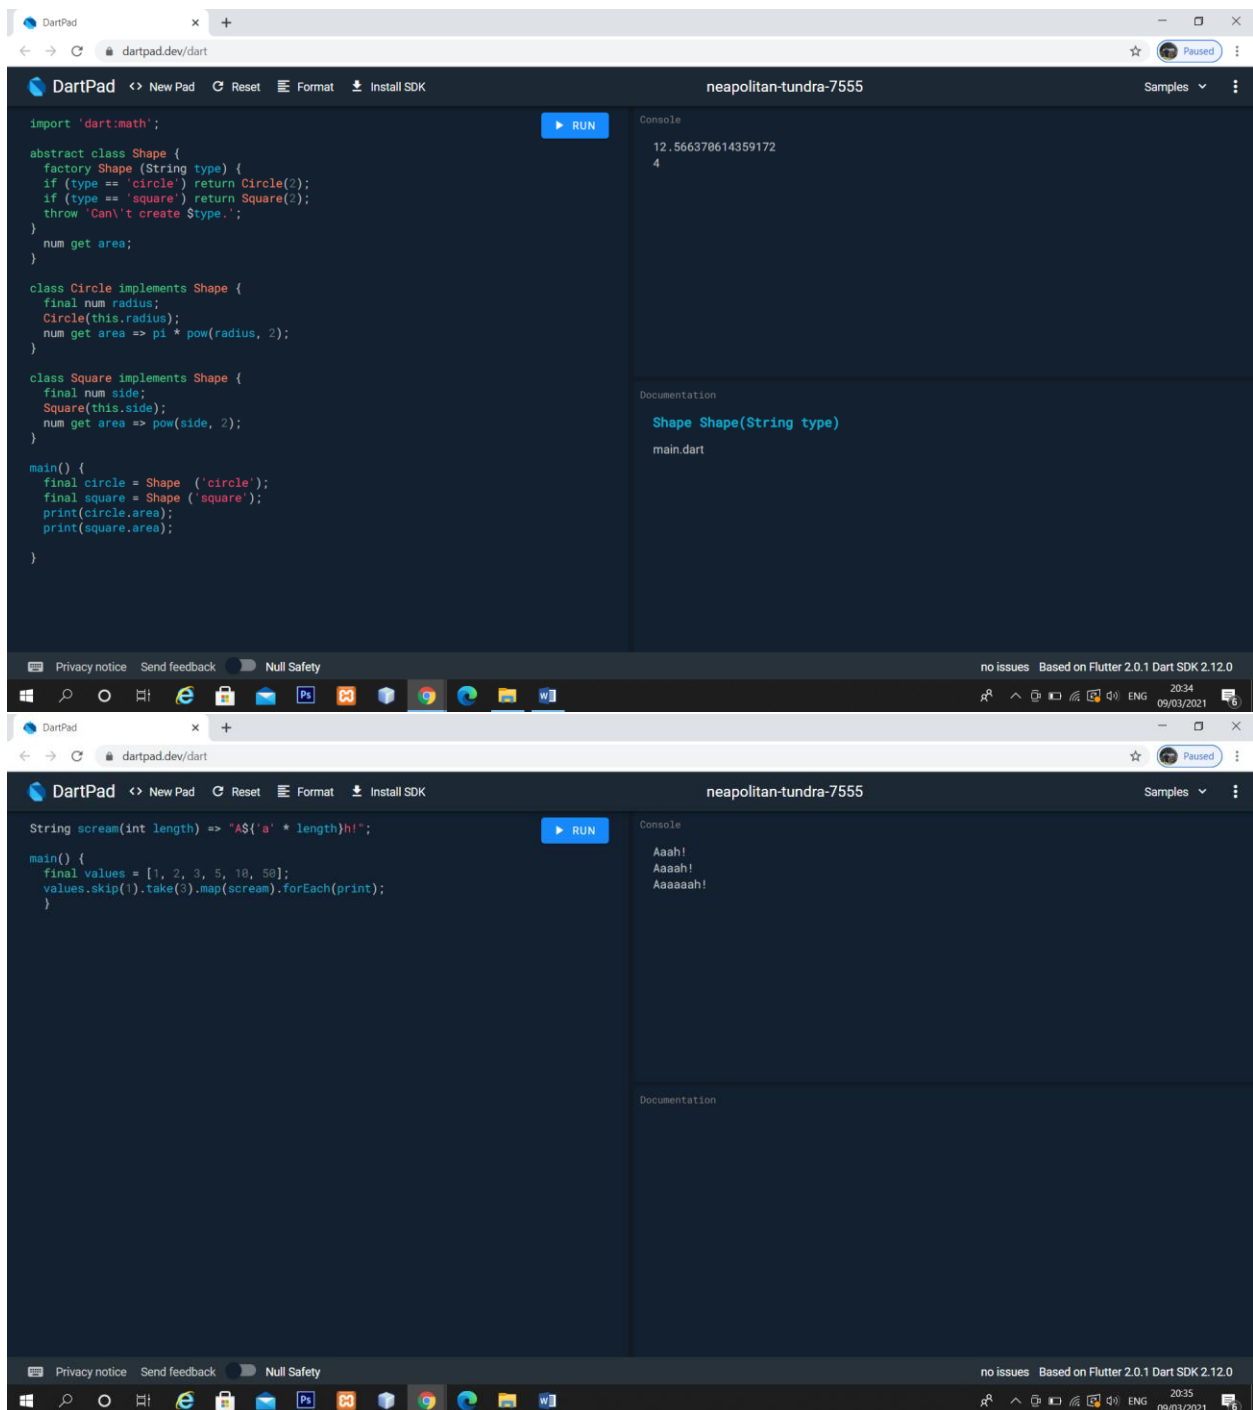 DartPad
dartpad.dev/dart
Paused
DartPad <> New Pad Reset Format Install SDK
neapolitan-tundra-7555
Samples
import 'dart:math';
RUN
abstract class Shape {
factory Shape (String type) {
if (type == 'circle') return Circle(2);
if (type == 'square') return Square(2);
throw 'Can\'t create $type.';
}
num get area;
}
class Circle implements Shape {
final num radius;
Circle(this.radius);
num get area => pi * pow(radius, 2);
}
class Square implements Shape {
final num side;
Square(this.side);
num get area => pow(side, 2);
}
main() {
final circle = Shape  ('circle');
final square = Shape ('square');
print(circle.area);
print(square.area);
}
Console
12.566370614359172
4
Documentation
Shape Shape(String type)
main.dart
Privacy notice Send feedback Null Safety
no issues Based on Flutter 2.0.1 Dart SDK 2.12.0
Ps
W
ENG
20:34
09/03/2021
6
DartPad
dartpad.dev/dart
Paused
DartPad <> New Pad Reset Format Install SDK
neapolitan-tundra-7555
Samples
String scream(int length) => "A${'a' * length}h!";
RUN
main() {
final values = [1, 2, 3, 5, 10, 50];
values.skip(1).take(3).map(scream).forEach(print);
}
Console
Aaah!
Aaaah!
Aaaaaah!
Documentation
Privacy notice Send feedback Null Safety
no issues Based on Flutter 2.0.1 Dart SDK 2.12.0
Ps
W
ENG
20:35
09/03/2021
6